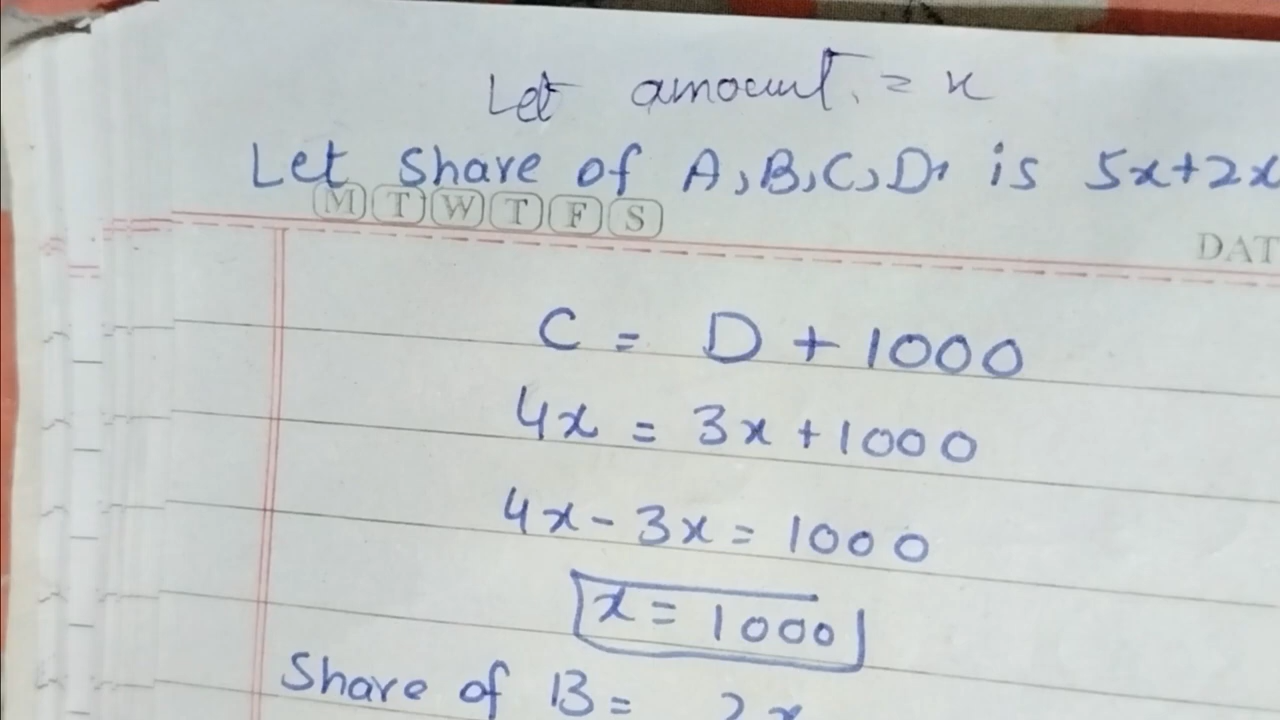 Let amount. = x
Let Share of A, B, C, D, is 5x+2x
M T W T F S
DAT
C = D + 1000
4x = 3x + 1000
4x - 3x = 1000
x = 1000
Share of B = 2x